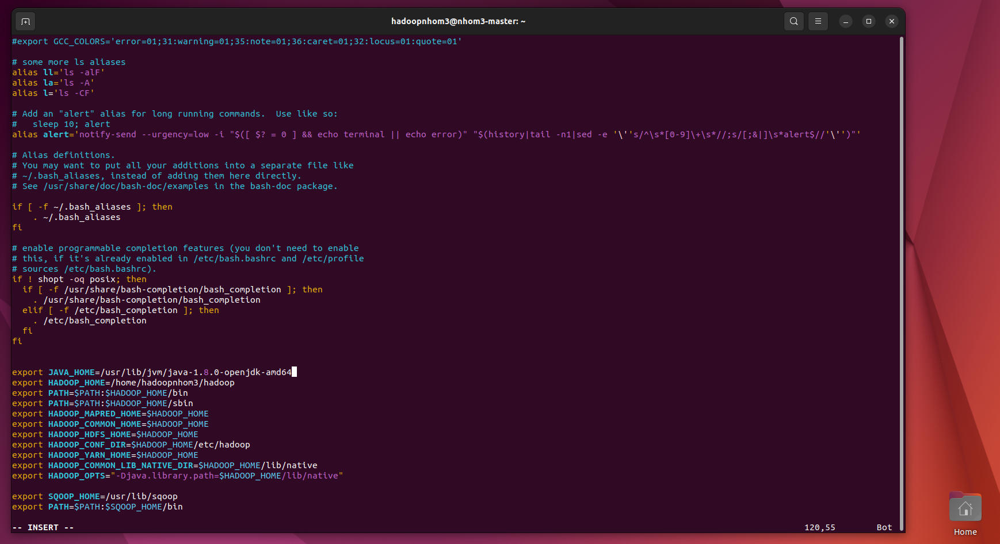 hadoopnhom3@nhom3-master: ~
#export GCC_COLORS='error=01;31:warning=01;35:note=01;36:caret=01;32:locus=01:quote=01'
# some more ls aliases
alias ll='ls -alF'
alias la='ls -A'
alias l='ls -CF'
# Add an "alert" alias for long running commands.  Use like so:
#   sleep 10; alert
alias alert='notify-send --urgency=low -i "$([ $? = 0 ] && echo terminal || echo error)" "$(history|tail -n1|sed -e '\''s/^\s*[0-9]\+\s*//;s/[;&|]\s*alert$//'\'')"'
# Alias definitions.
# You may want to put all your additions into a separate file like
# ~/.bash_aliases, instead of adding them here directly.
# See /usr/share/doc/bash-doc/examples in the bash-doc package.
if [ -f ~/.bash_aliases ]; then
    . ~/.bash_aliases
fi
# enable programmable completion features (you don't need to enable
# this, if it's already enabled in /etc/bash.bashrc and /etc/profile
# sources /etc/bash.bashrc).
if ! shopt -oq posix; then
  if [ -f /usr/share/bash-completion/bash_completion ]; then
    . /usr/share/bash-completion/bash_completion
  elif [ -f /etc/bash_completion ]; then
    . /etc/bash_completion
  fi
fi
export JAVA_HOME=/usr/lib/jvm/java-1.8.0-openjdk-amd64
export HADOOP_HOME=/home/hadoopnhom3/hadoop
export PATH=$PATH:$HADOOP_HOME/bin
export PATH=$PATH:$HADOOP_HOME/sbin
export HADOOP_MAPRED_HOME=$HADOOP_HOME
export HADOOP_COMMON_HOME=$HADOOP_HOME
export HADOOP_HDFS_HOME=$HADOOP_HOME
export HADOOP_CONF_DIR=$HADOOP_HOME/etc/hadoop
export HADOOP_YARN_HOME=$HADOOP_HOME
export HADOOP_COMMON_LIB_NATIVE_DIR=$HADOOP_HOME/lib/native
export HADOOP_OPTS="-Djava.library.path=$HADOOP_HOME/lib/native"
export SQOOP_HOME=/usr/lib/sqoop
export PATH=$PATH:$SQOOP_HOME/bin
-- INSERT -- 120,55 Bot
Home